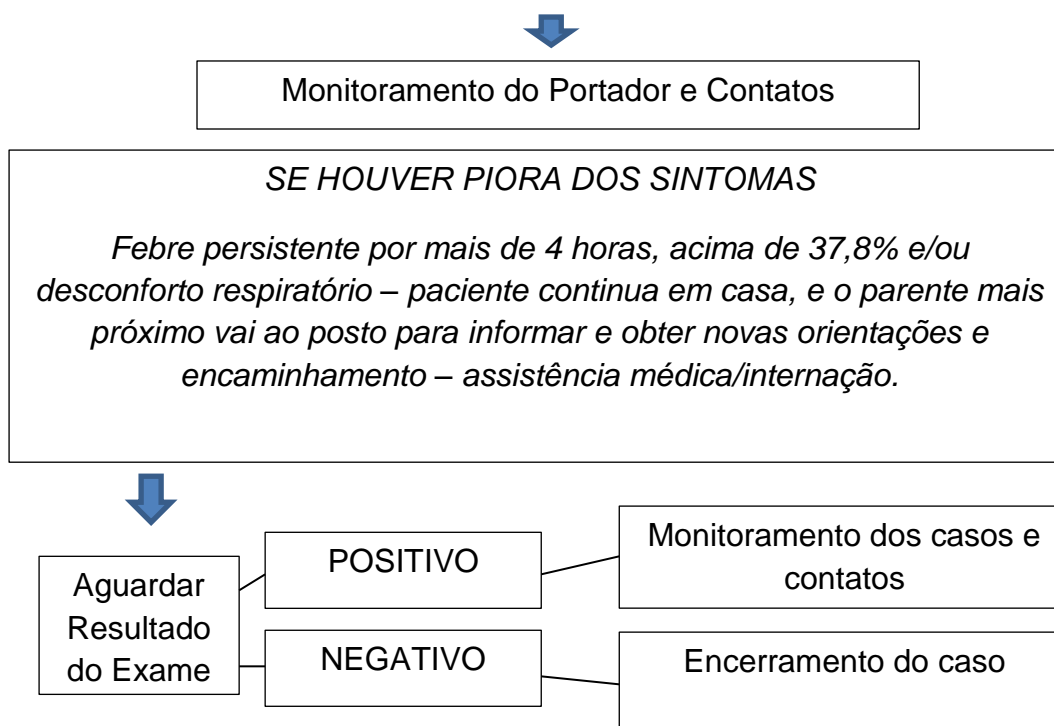 Monitoramento do Portador e Contatos
SE HOUVER PIORA DOS SINTOMAS
Febre persistente por mais de 4 horas, acima de 37,8% e/ou
desconforto respiratório – paciente continua em casa, e o parente mais
próximo vai ao posto para informar e obter novas orientações e
encaminhamento – assistência médica/internação.
Aguardar
Resultado
do Exame
POSITIVO
Monitoramento dos casos e
contatos
NEGATIVO
Encerramento do caso